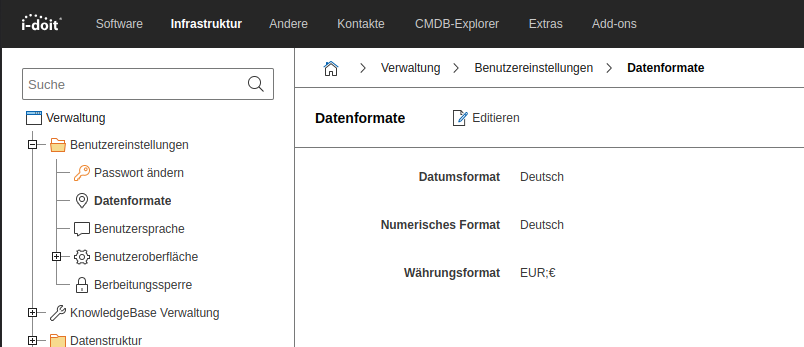 i-doit
Software Infrastruktur Andere Kontakte CMDB-Explorer Extras Add-ons
Suche
Verwaltung
Benutzereinstellungen
Passwort ändern
Datenformate
Benutzersprache
Benutzeroberfläche
Berbeitungssperre
KnowledgeBase Verwaltung
Datenstruktur
Verwaltung > Benutzereinstellungen > Datenformate
Datenformate Editieren
Datumsformat Deutsch
Numerisches Format Deutsch
Währungsformat EUR;€